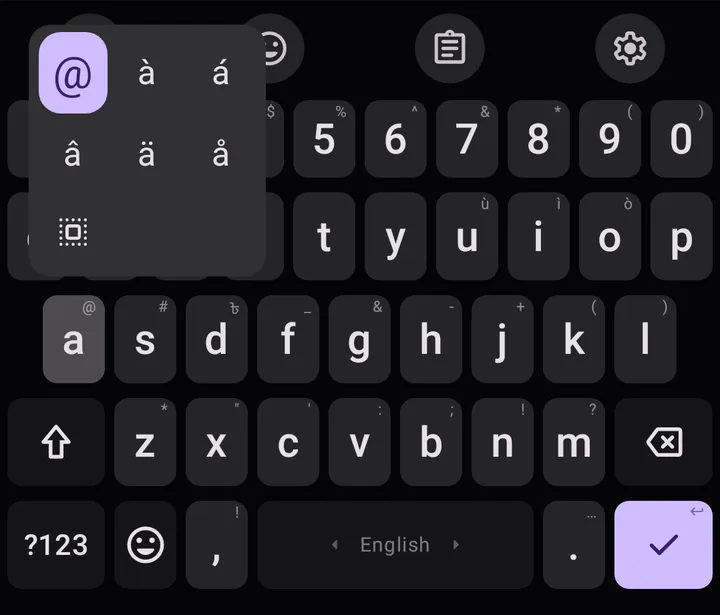 @ à á
â ä å
$ 5 % 6 ^ 7 & 8 * 9 ( 0 )
t y u ù i ì o ò p
a @ s # d f _ g & h - j + k ( l )
z * x " c ' v : b ; n ! m ?
?123 , ! English . …